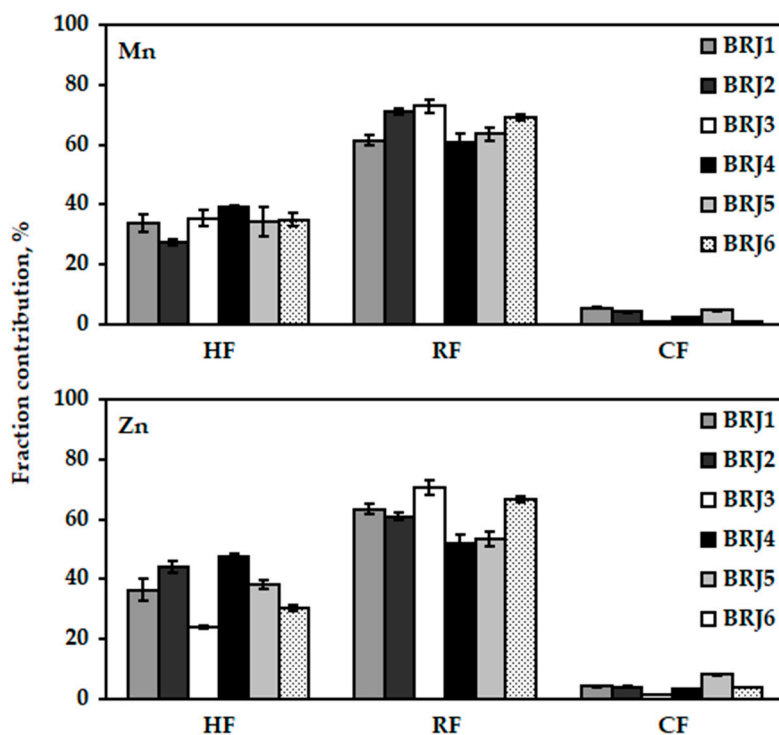 Fraction contribution, %
100
80
60
40
20
0
Mn
BRJ1
BRJ2
BRJ3
BRJ4
BRJ5
BRJ6
HF RF CF
100
80
60
40
20
0
Zn
BRJ1
BRJ2
BRJ3
BRJ4
BRJ5
BRJ6
HF RF CF